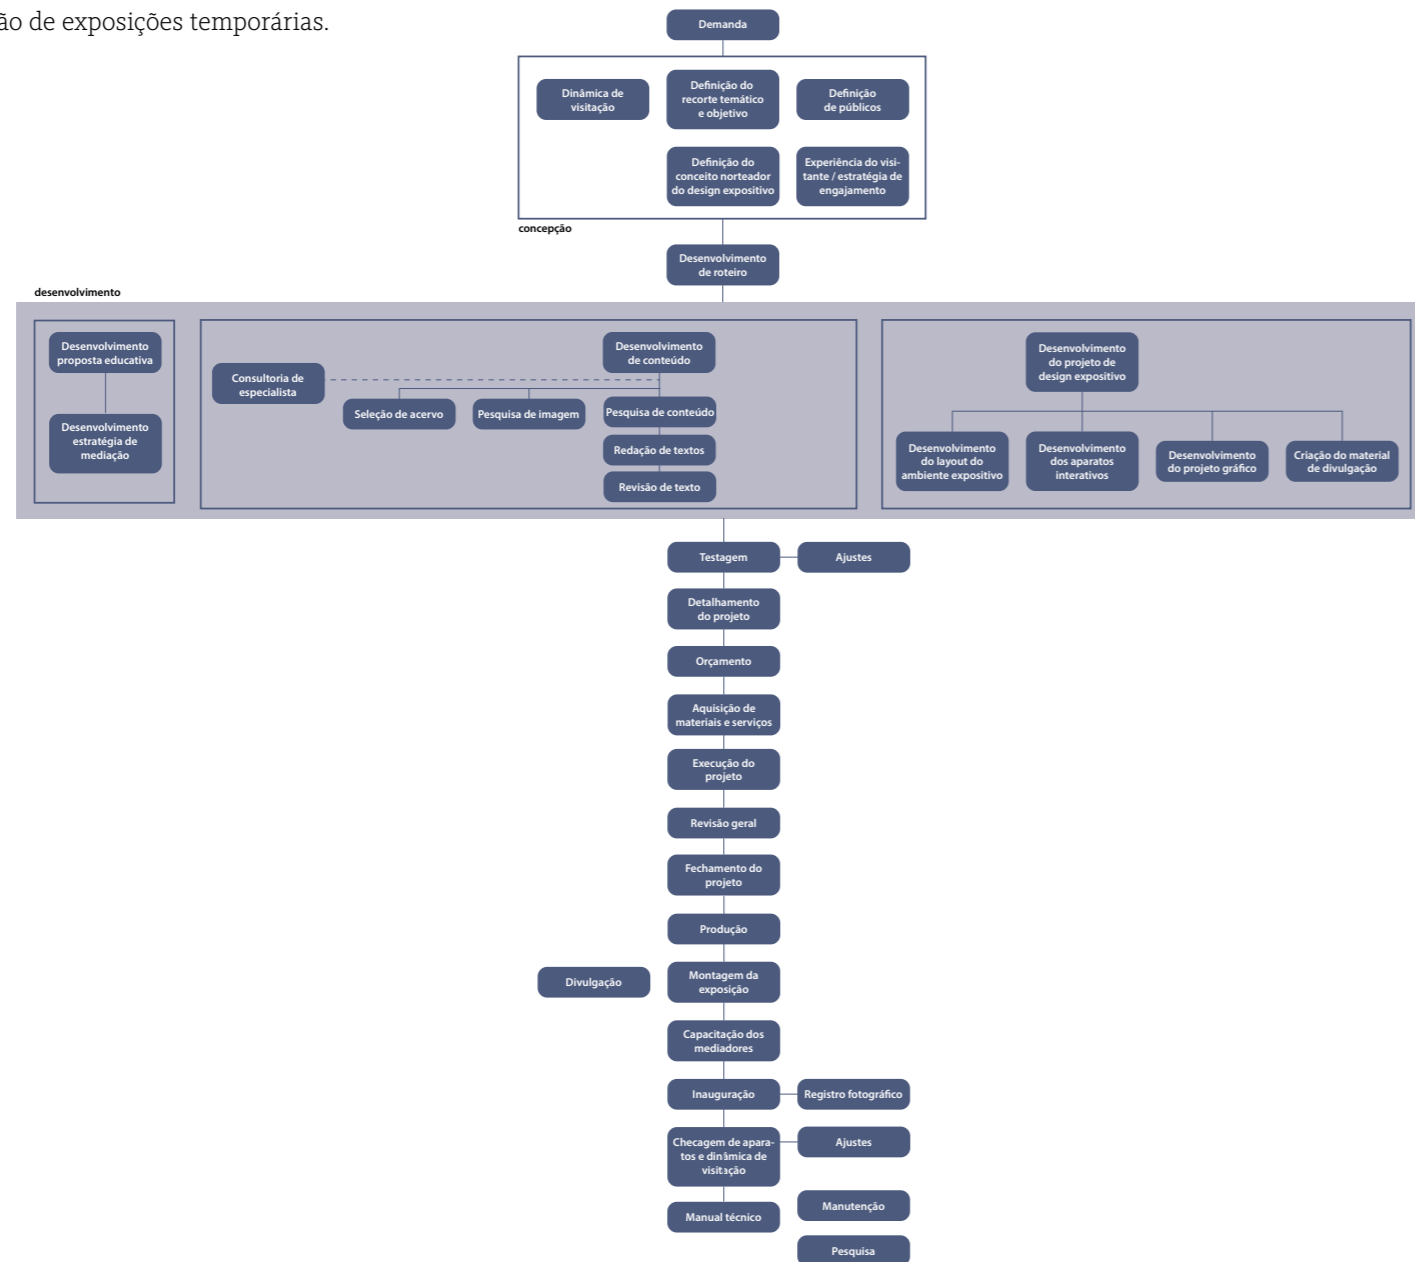 ão de exposições temporárias.
Demanda
Dinâmica de
visitação
Definição do
recorte temático
e objetivo
Definição
de públicos
Definição do
conceito norteador
do design expositivo
Experiência do visi-
tante / estratégia de
engajamento
concepção
Desenvolvimento
de roteiro
desenvolvimento
Desenvolvimento
proposta educativa
Desenvolvimento
estratégia de
mediação
Consultoria de
especialista
Desenvolvimento
de conteúdo
Seleção de acervo
Pesquisa de imagem
Pesquisa de conteúdo
Redação de textos
Revisão de texto
Desenvolvimento
do projeto de
design expositivo
Desenvolvimento
do layout do
ambiente expositivo
Desenvolvimento
dos aparatos
interativos
Desenvolvimento
do projeto gráfico
Criação do material
de divulgação
Testagem
Ajustes
Detalhamento
do projeto
Orçamento
Aquisição de
materiais e serviços
Execução do
projeto
Revisão geral
Fechamento do
projeto
Produção
Divulgação
Montagem da
exposição
Capacitação dos
mediadores
Inauguração
Registro fotográfico
Checagem de apara-
tos e dinâmica de
visitação
Ajustes
Manual técnico
Manutenção
Pesquisa